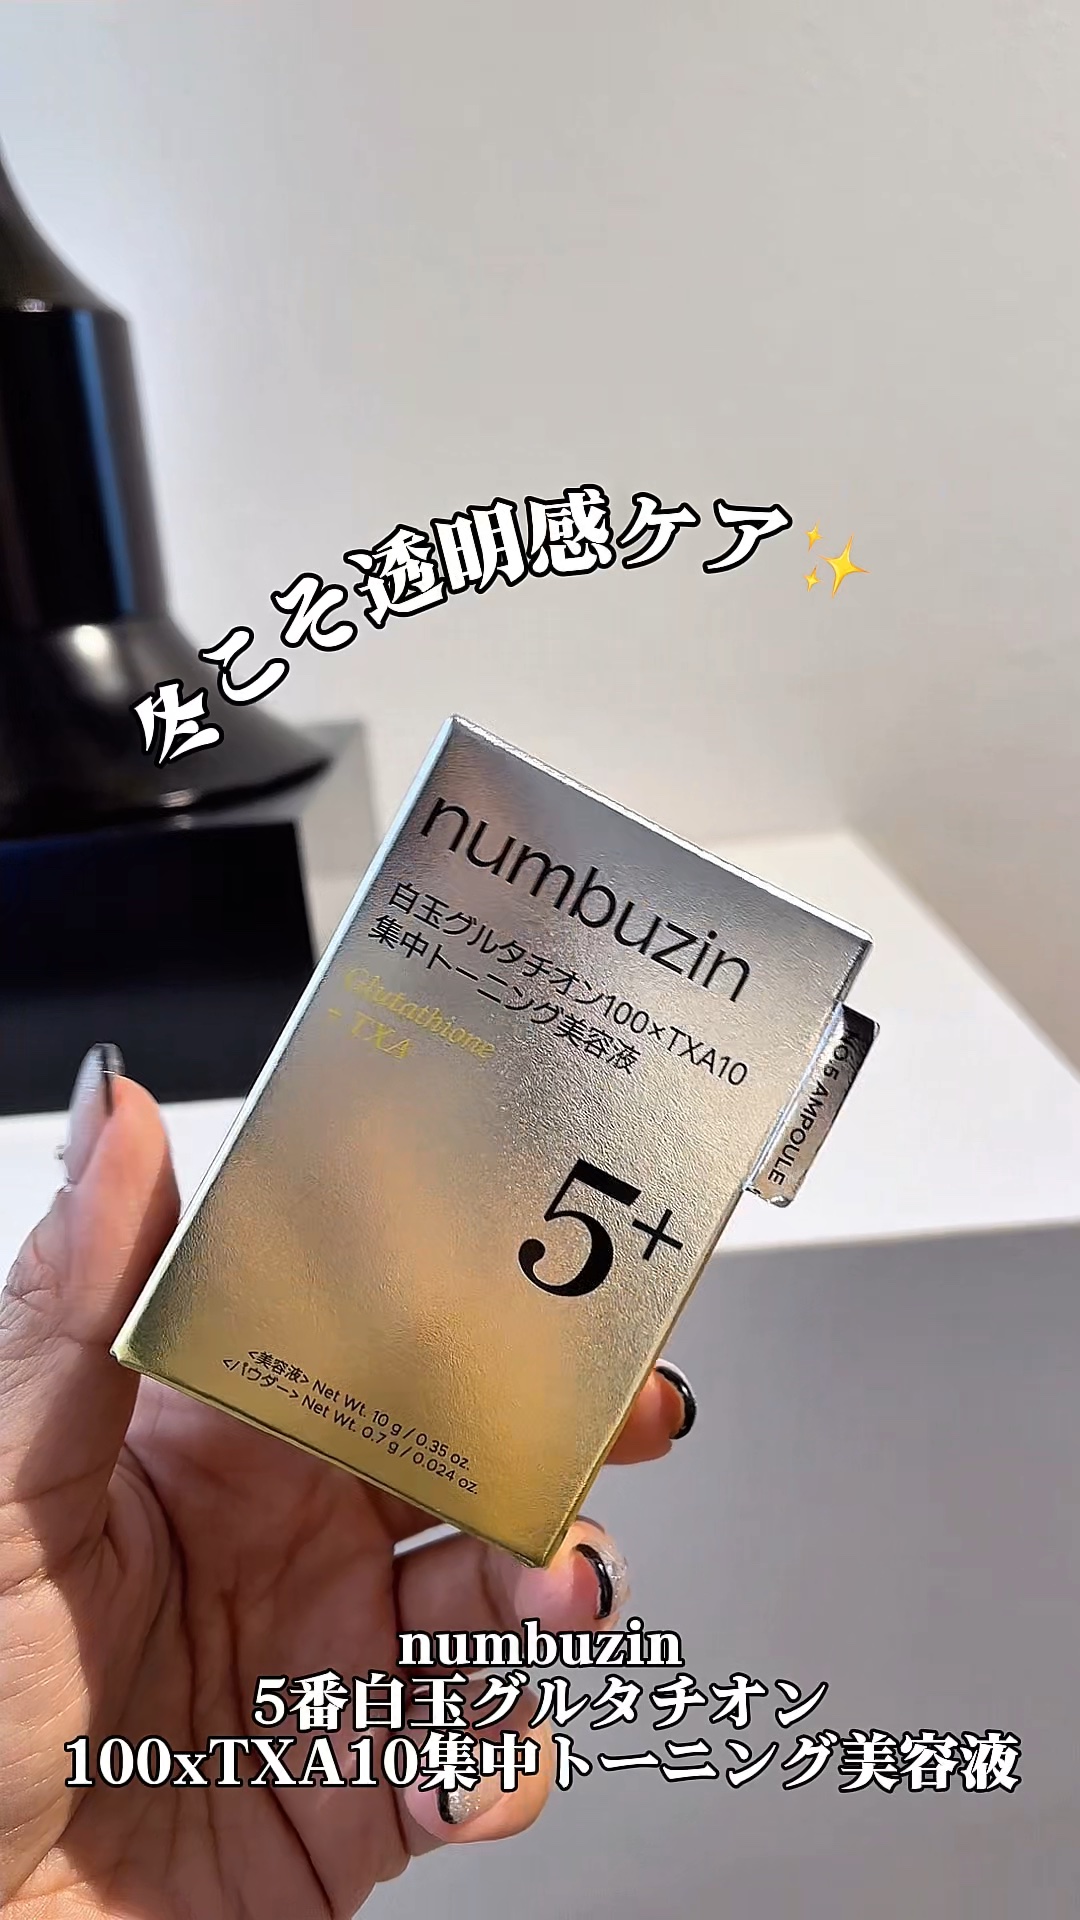 冬こそ透明感ケア✨
numbuzin
白玉グルタチオン100×TXA10
集中トーニング美容液
Glutathione
+ TXA
NO.5 AMPOULE
5+
<美容液> Net Wt. 10 g / 0.35 oz.
<パウダー> Net Wt. 0.7 g / 0.024 oz.
numbuzin
5番白玉グルタチオン
100xTXA10集中トーニング美容液